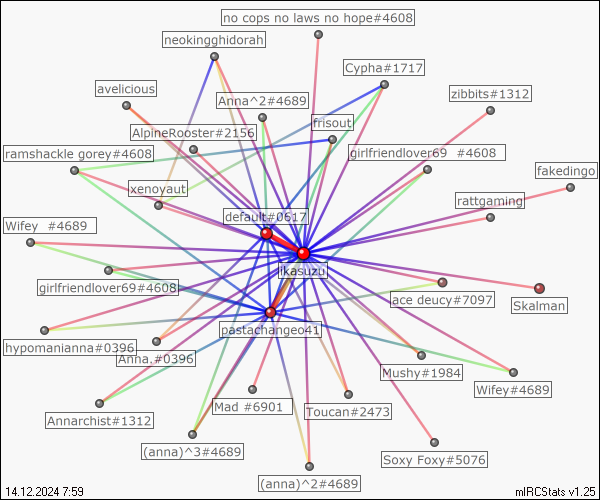 no cops no laws no hope#4608
neokingghidorah
Cypha#1717
avelicious
Anna^2#4689
zibbits#1312
AlpineRooster#2156
frisout
ramshackle gorey#4608
girlfriendlover69 #4608
fakedingo
xenoyaut
rattgaming
default#0617
Wifey #4689
ikasuzu
girlfriendlover69#4608
ace deucy#7097
Skalman
pastachangeo41
hypomanianna#0396
Anna.#0396
Mushy#1984
Wifey#4689
Mad #6901
Toucan#2473
Annarchist#1312
(anna)^3#4689
Soxy Foxy#5076
(anna)^2#4689
14.12.2024 7:59
mIRCStats v1.25